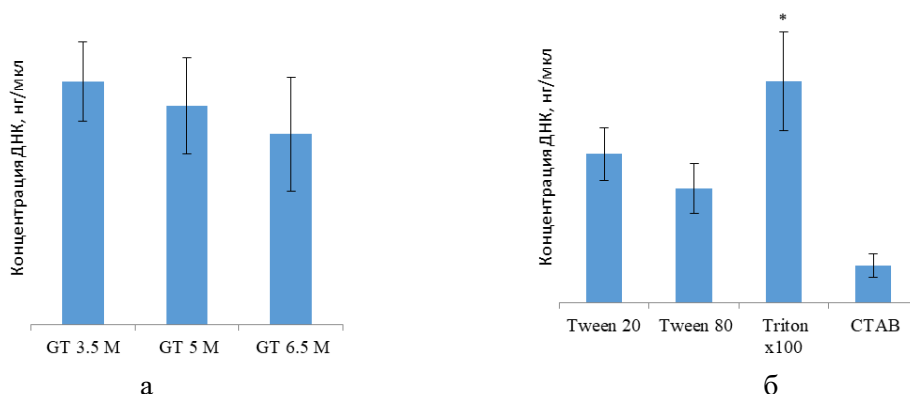 Концентрация ДНК, нг/мкл
GT 3.5 M
GT 5 M
GT 6.5 M
а
Концентрация ДНК, нг/мкл
*
Tween 20
Tween 80
Triton
x100
CTAB
б